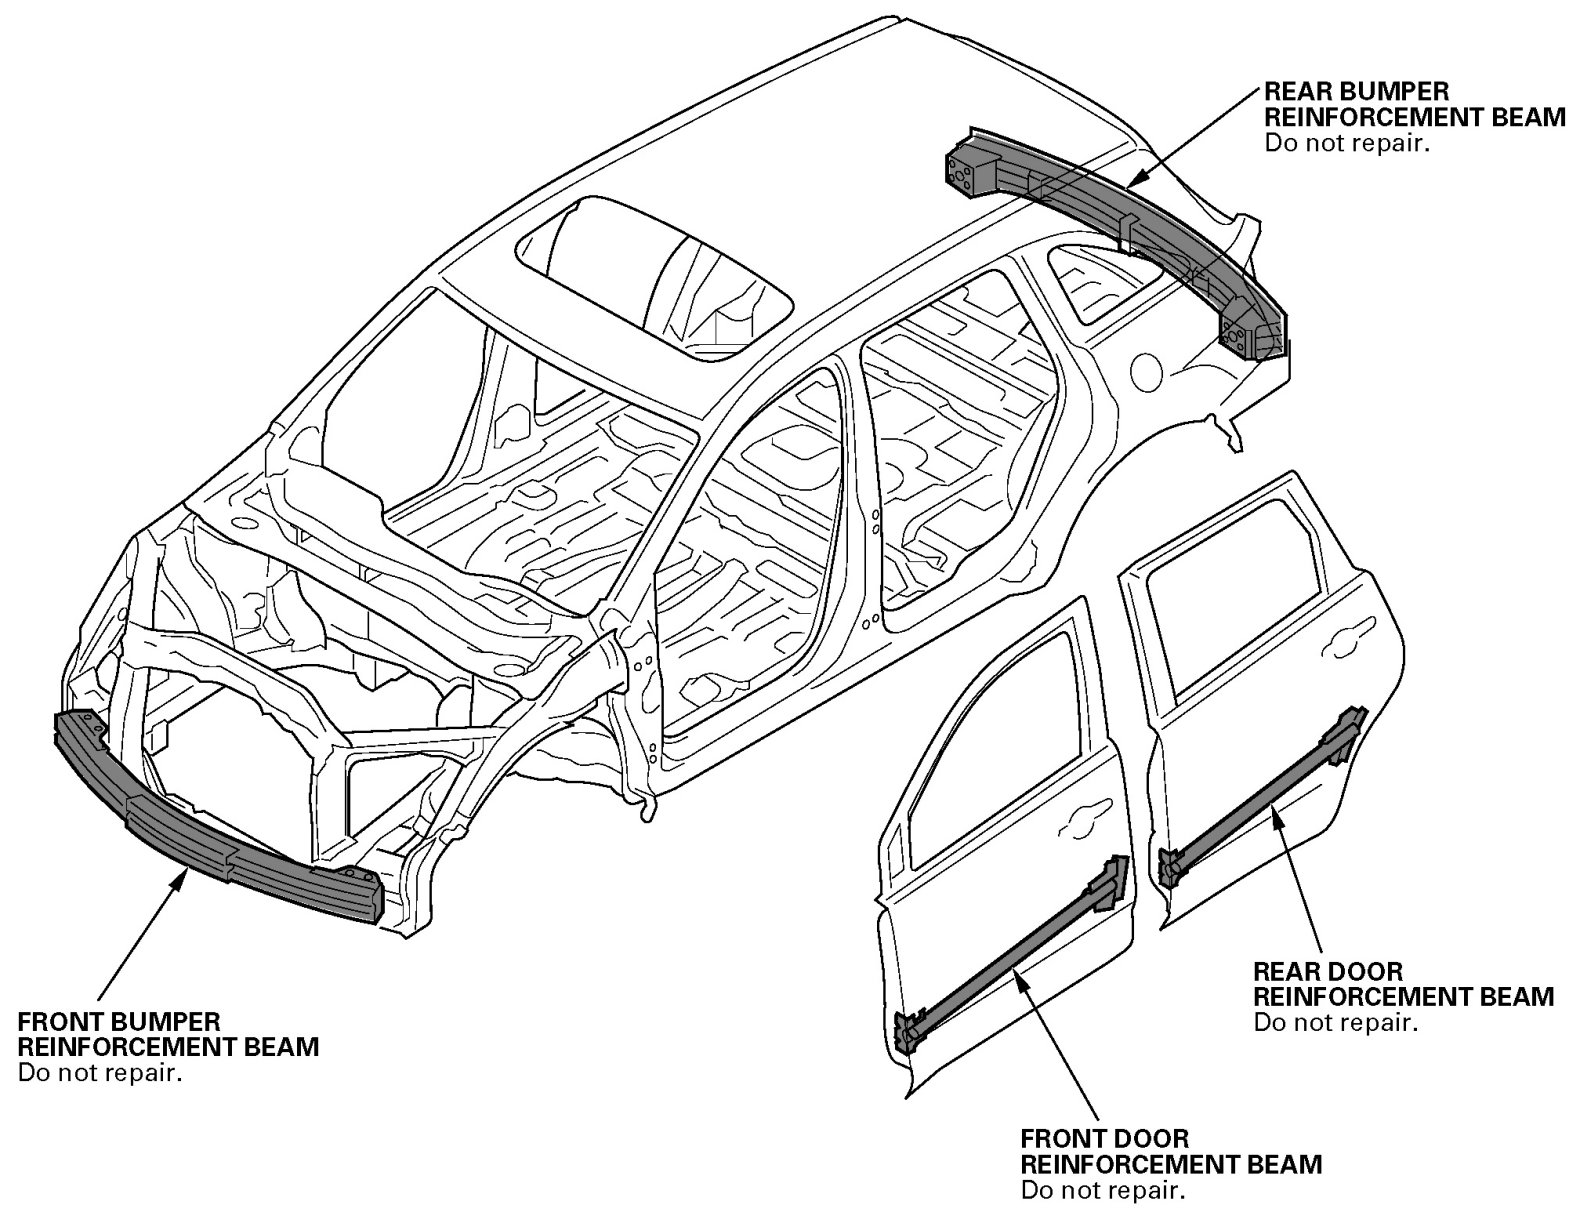 REAR BUMPER
REINFORCEMENT BEAM
Do not repair.
REAR DOOR
REINFORCEMENT BEAM
Do not repair.
FRONT BUMPER
REINFORCEMENT BEAM
Do not repair.
FRONT DOOR
REINFORCEMENT BEAM
Do not repair.